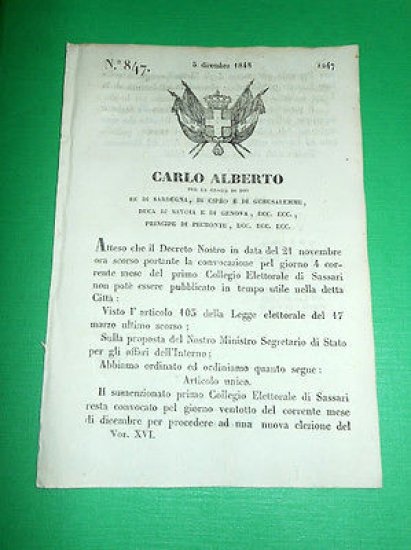 N.° 847. 5 dicembre 1848 1247
CARLO ALBERTO
PER LA GRAZIA DI DIO
RE DI SARDEGNA, DI CIPRO E DI GERUSALEMME,
DUCA DI SAVOIA E DI GENOVA, ECC. ECC.,
PRINCIPE DI PIEMONTE, ECC. ECC. ECC.
Atteso che il Decreto Nostro in data del 21 novembre
ora scorso portante la convocazione pel giorno 4 cor-
rente mese del primo Collegio Elettorale di Sassari
non potè essere pubblicato in tempo utile nella detta
Città:
Visto l'articolo 105 della Legge elettorale del 17
marzo ultimo scorso;
Sulla proposta del Nostro Ministro Segretario di Stato
per gli affari dell'Interno;
Abbiamo ordinato ed ordiniamo quanto segue:
Articolo unico.
Il summenzionato primo Collegio Elettorale di Sassari
resta convocato pel giorno ventotto del corrente mese
di dicembre per procedere ad una nuova elezione del
Vol. XVI.